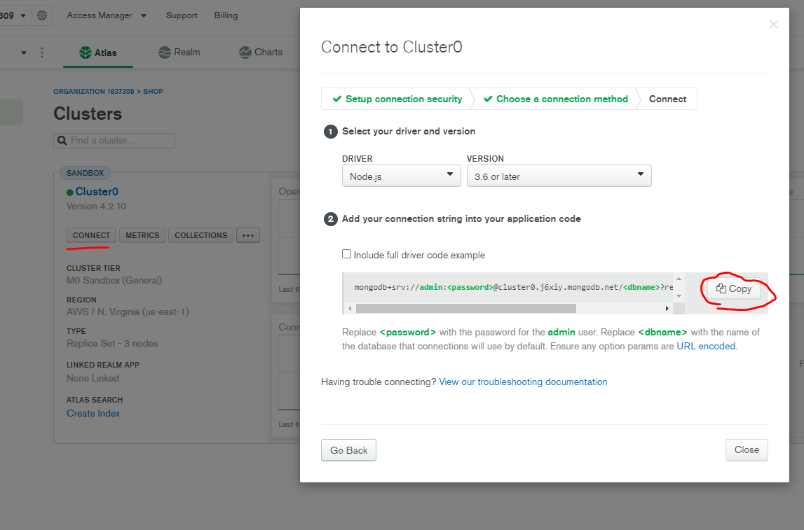 309
Access Manager
Support
Billing
Atlas
Realm
Charts
ORGANIZATION 1837309 > SHOP
Clusters
Find a cluster...
SANDBOX
Cluster0
Version 4.2.10
CONNECT
METRICS
COLLECTIONS
•••
CLUSTER TIER
M0 Sandbox (General)
REGION
AWS / N. Virginia (us-east-1)
TYPE
Replica Set - 3 nodes
LINKED REALM APP
None Linked
ATLAS SEARCH
Create Index
Connect to Cluster0
Setup connection security
Choose a connection method
Connect
1 Select your driver and version
DRIVER
VERSION
Node.js
3.6 or later
2 Add your connection string into your application code
Include full driver code example
mongodb+srv://admin:<password>@cluster0.j6xiy.mongodb.net/<dbname>?re
Copy
Replace <password> with the password for the admin user. Replace <dbname> with the name of
the database that connections will use by default. Ensure any option params are URL encoded.
Having trouble connecting? View our troubleshooting documentation
Go Back
Close